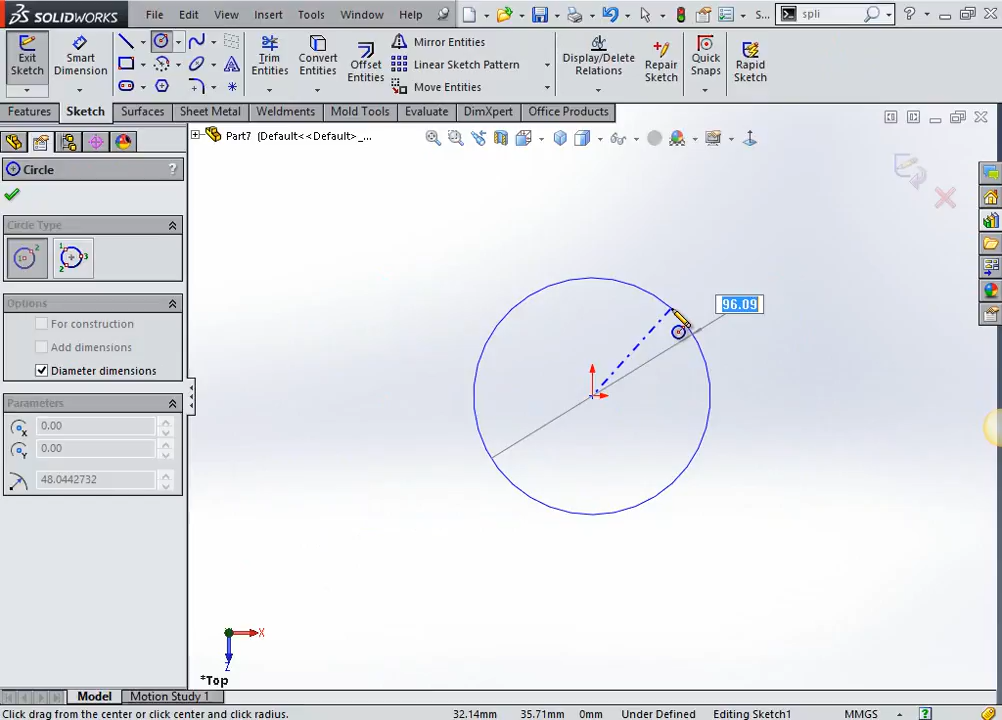 SOLIDWORKS File Edit View Insert Tools Window Help S... spli
Exit Sketch
Smart Dimension
Trim Entities
Convert Entities
Offset Entities
Mirror Entities
Linear Sketch Pattern
Move Entities
Display/Delete Relations
Repair Sketch
Quick Snaps
Rapid Sketch
Features Sketch Surfaces Sheet Metal Weldments Mold Tools Evaluate DimXpert Office Products
Part7 (Default<<Default>_...
Circle ?
Circle Type
Options
For construction
Add dimensions
Diameter dimensions
Parameters
0.00
0.00
48.0442732
96.09
X
Z
*Top
Model Motion Study 1
Click drag from the center or click center and click radius. 32.14mm 35.71mm 0mm Under Defined Editing Sketch1 MMGS ?